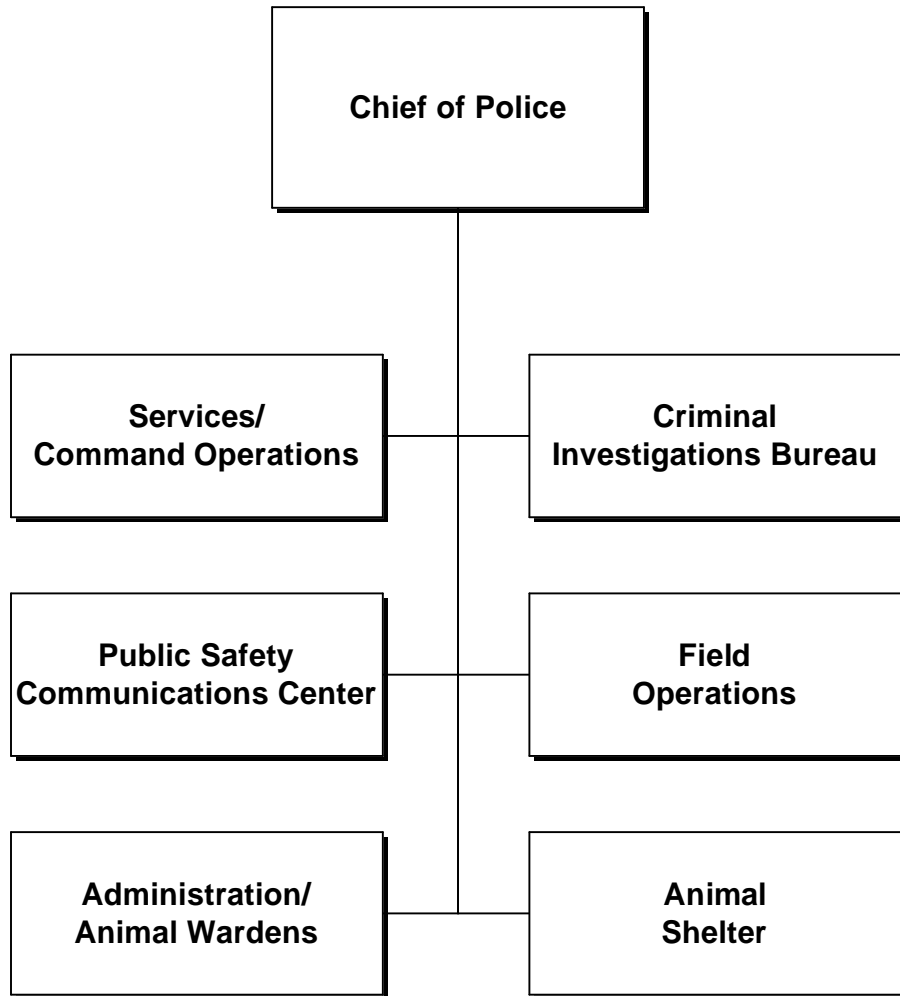 Chief of Police
Services/
Command Operations
Criminal
Investigations Bureau
Public Safety
Communications Center
Field
Operations
Administration/
Animal Wardens
Animal
Shelter